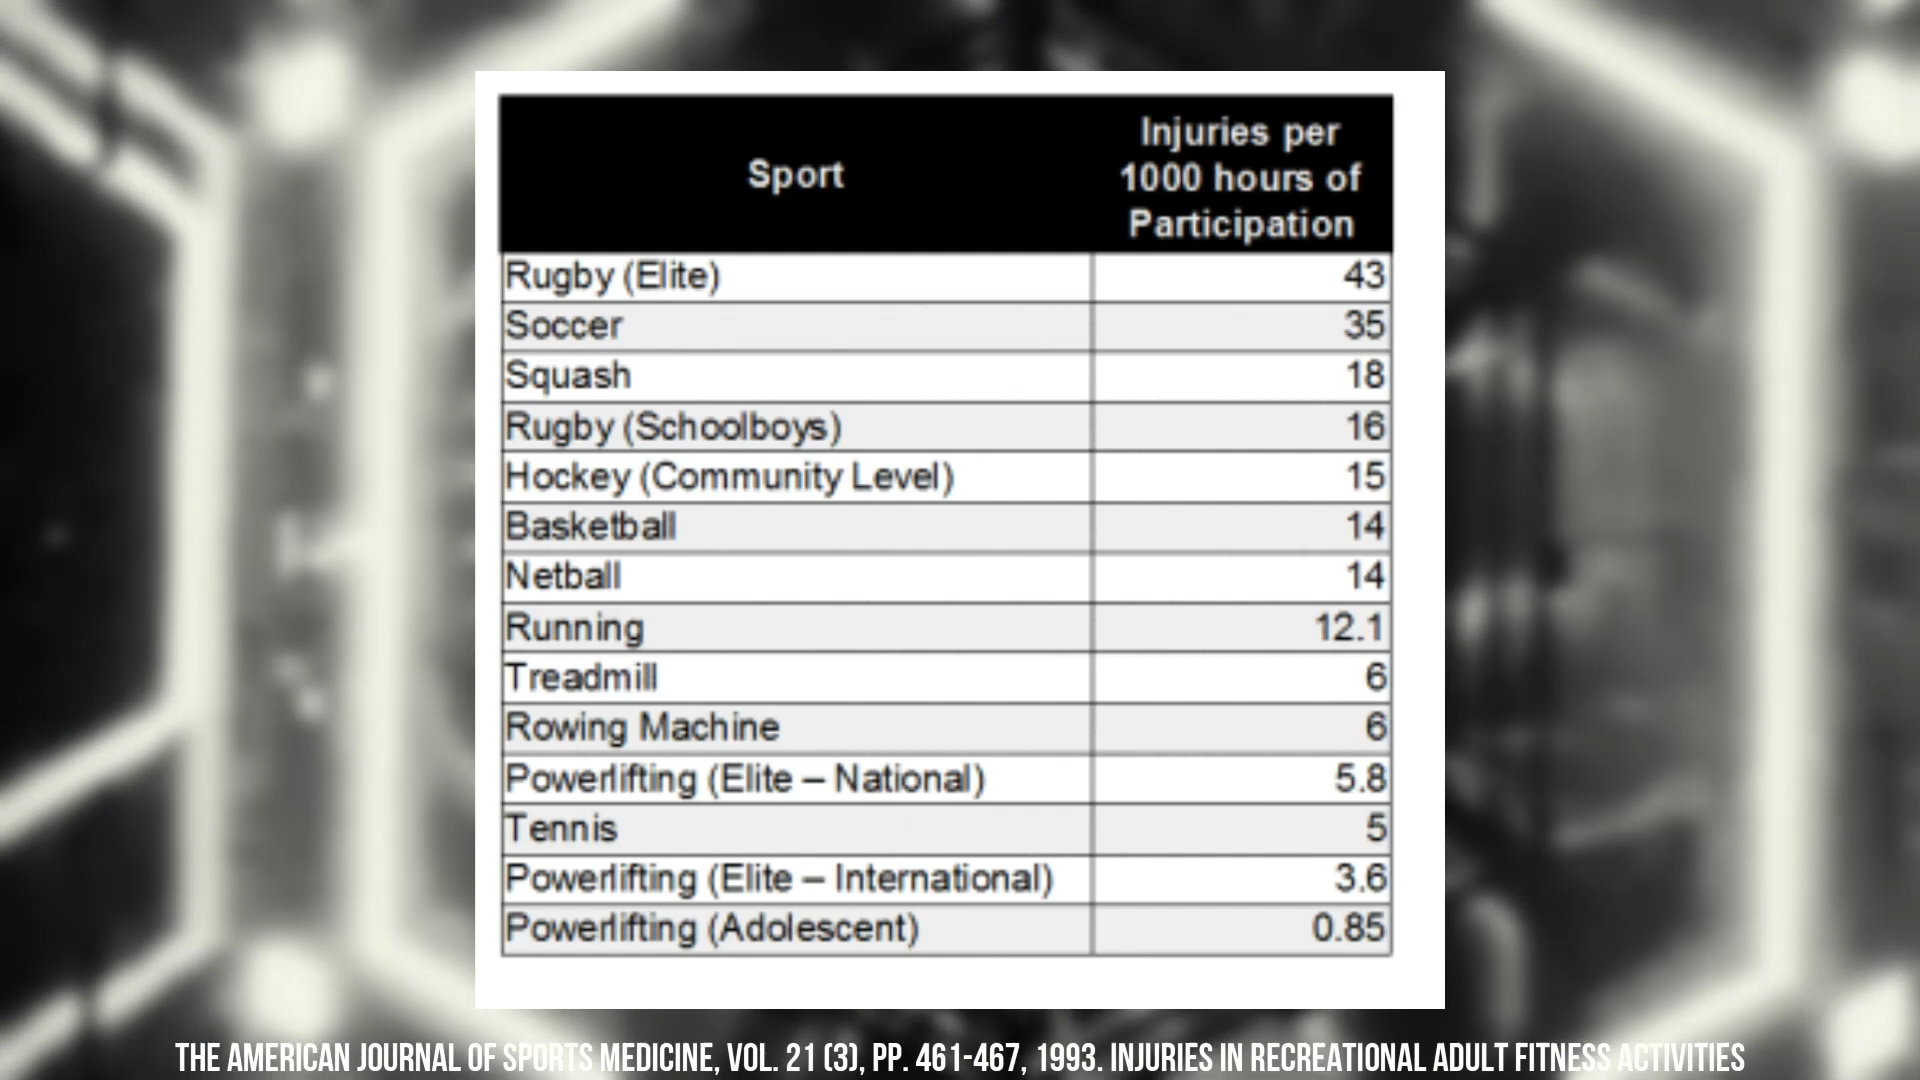 Sport
Injuries per
1000 hours of
Participation
Rugby (Elite) 43
Soccer 35
Squash 18
Rugby (Schoolboys) 16
Hockey (Community Level) 15
Basketball 14
Netball 14
Running 12.1
Treadmill 6
Rowing Machine 6
Powerlifting (Elite – National) 5.8
Tennis 5
Powerlifting (Elite – International) 3.6
Powerlifting (Adolescent) 0.85
THE AMERICAN JOURNAL OF SPORTS MEDICINE, VOL. 21 (3), PP. 461-467, 1993. INJURIES IN RECREATIONAL ADULT FITNESS ACTIVITIES